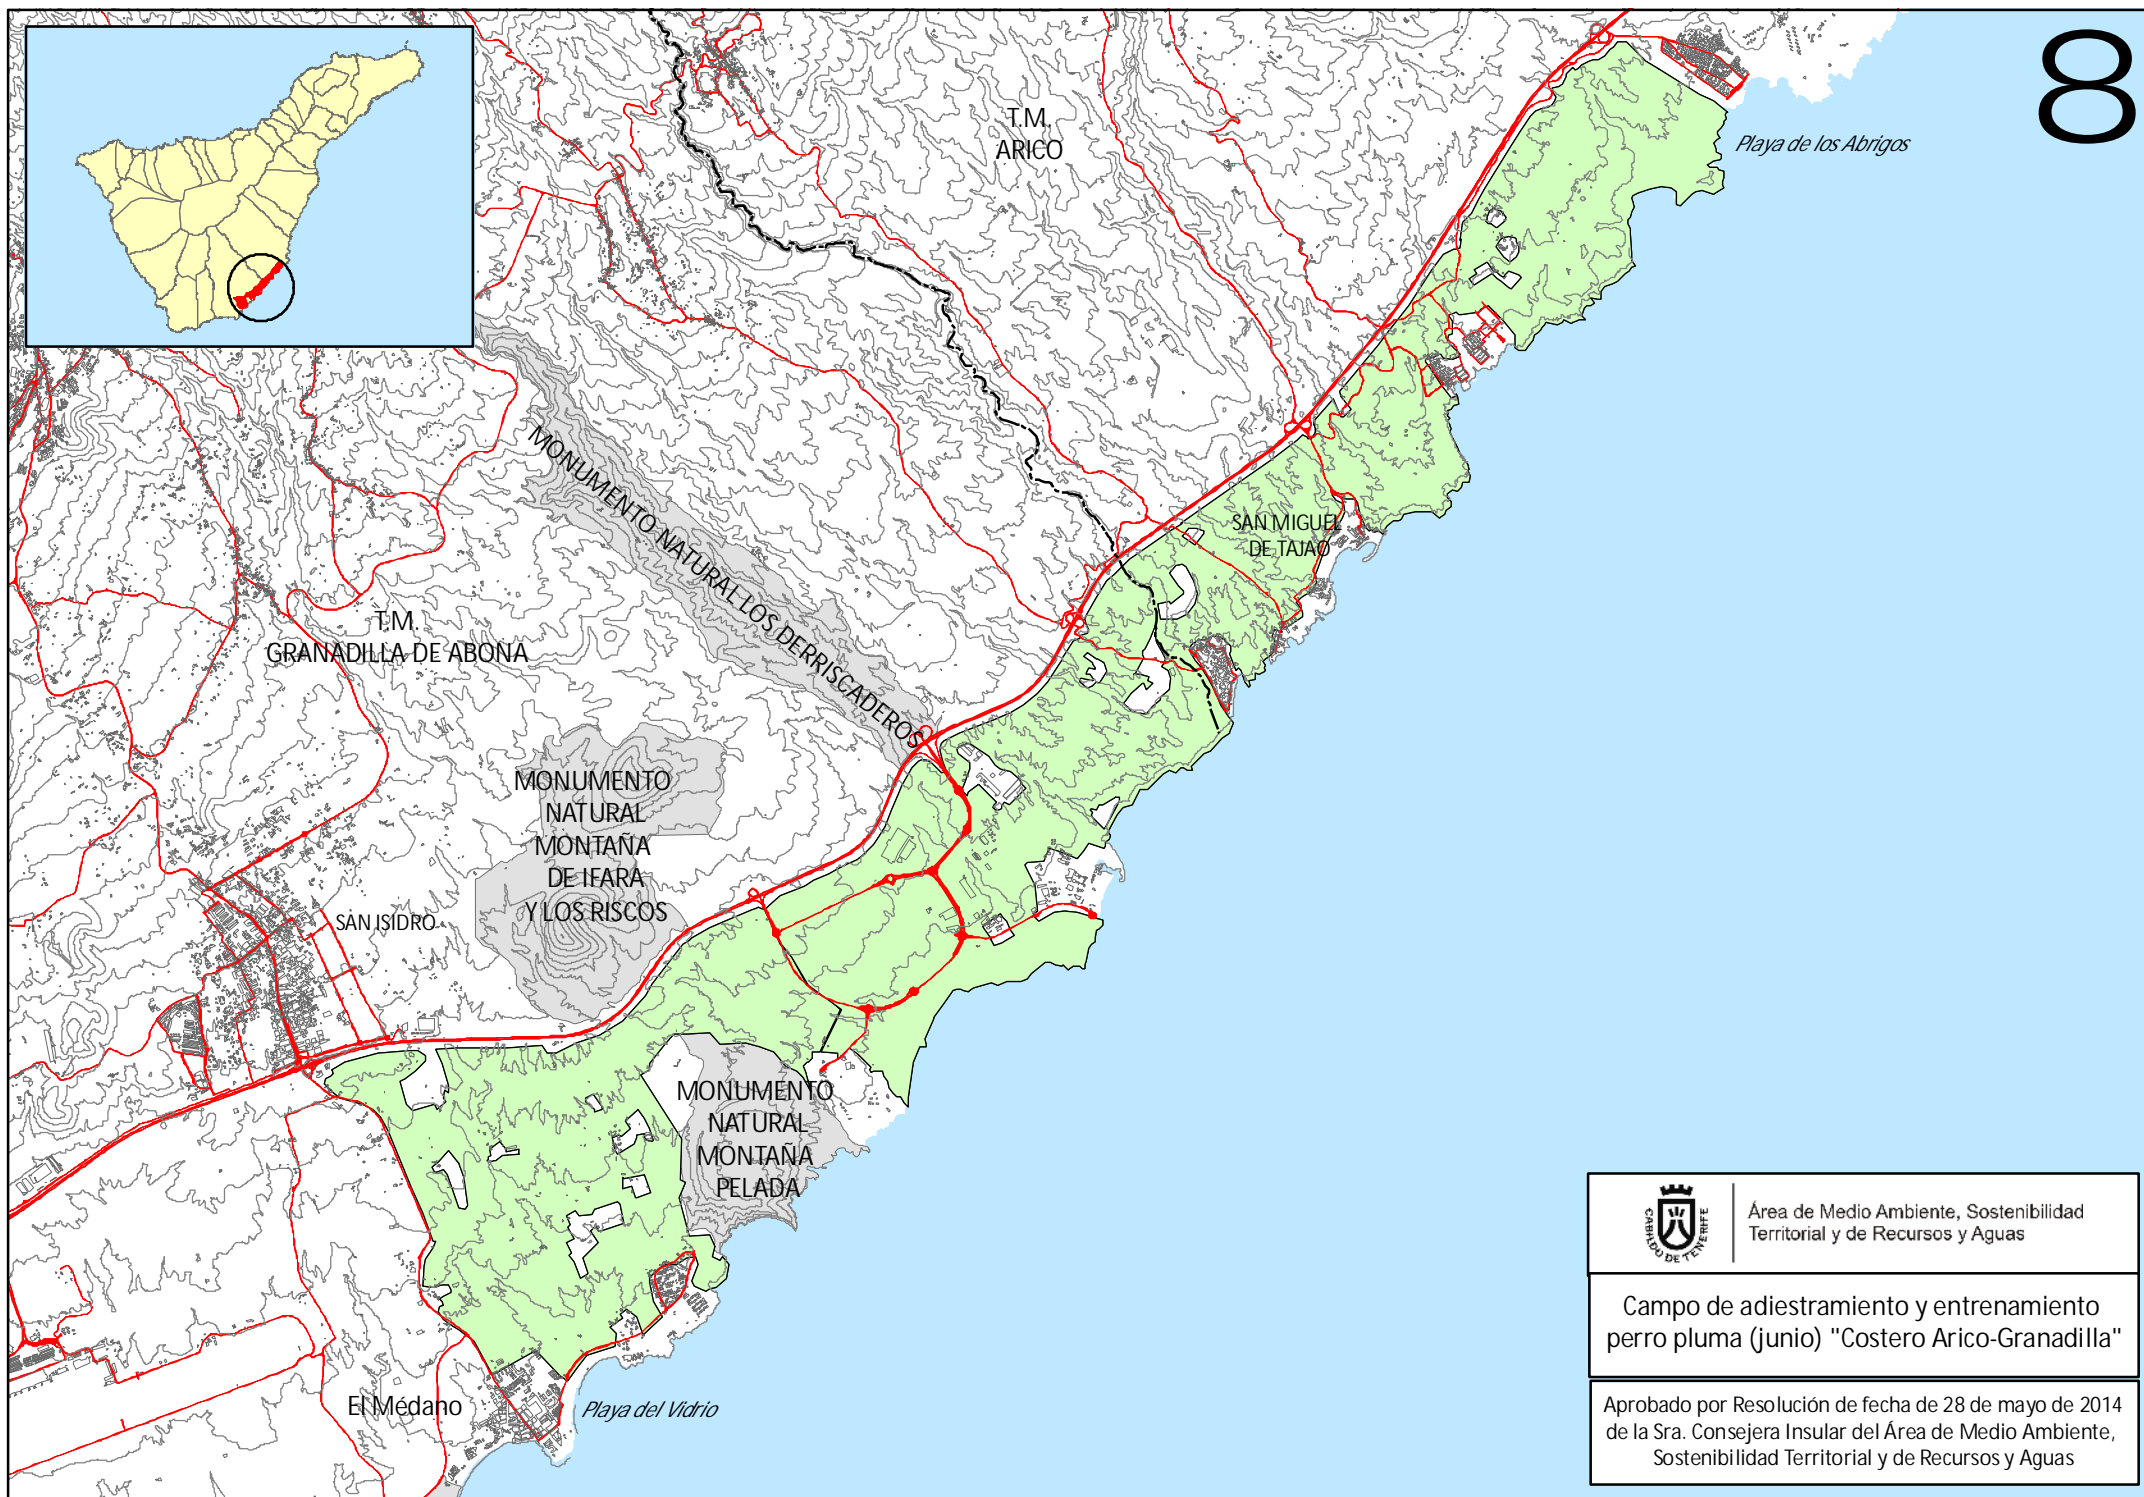 8
T.M.
ARICO
Playa de los Abrigos
MONUMENTO NATURAL LOS DERRISCADEROS
SAN MIGUEL
DE TAJAO
T.M.
GRANADILLA DE ABONA
MONUMENTO
NATURAL
MONTAÑA
DE IFARA
Y LOS RISCOS
SAN ISIDRO
MONUMENTO
NATURAL
MONTAÑA
PELADA
El Médano
Playa del Vidrio
CABILDO DE TENERIFE
Área de Medio Ambiente, Sostenibilidad
Territorial y de Recursos y Aguas
Campo de adiestramiento y entrenamiento
perro pluma (junio) "Costero Arico-Granadilla"
Aprobado por Resolución de fecha de 28 de mayo de 2014
de la Sra. Consejera Insular del Área de Medio Ambiente,
Sostenibilidad Territorial y de Recursos y Aguas